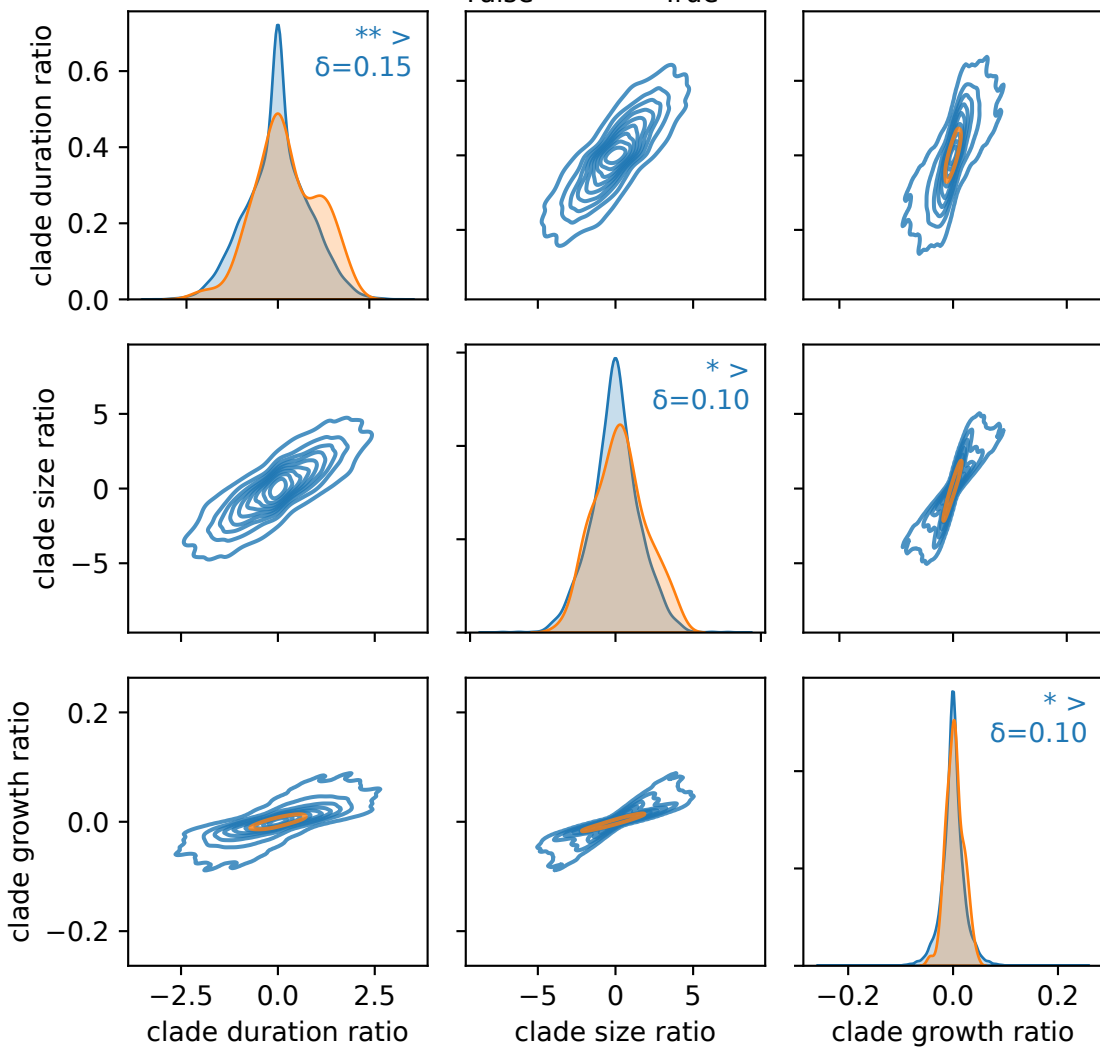 ** >
δ=0.15
clade duration ratio
0.6
0.4
0.2
0.0
* >
δ=0.10
clade size ratio
5
0
−5
* >
δ=0.10
clade growth ratio
0.2
0.0
−0.2
−2.5 0.0 2.5
−5 0 5
−0.2 0.0 0.2
clade duration ratio
clade size ratio
clade growth ratio